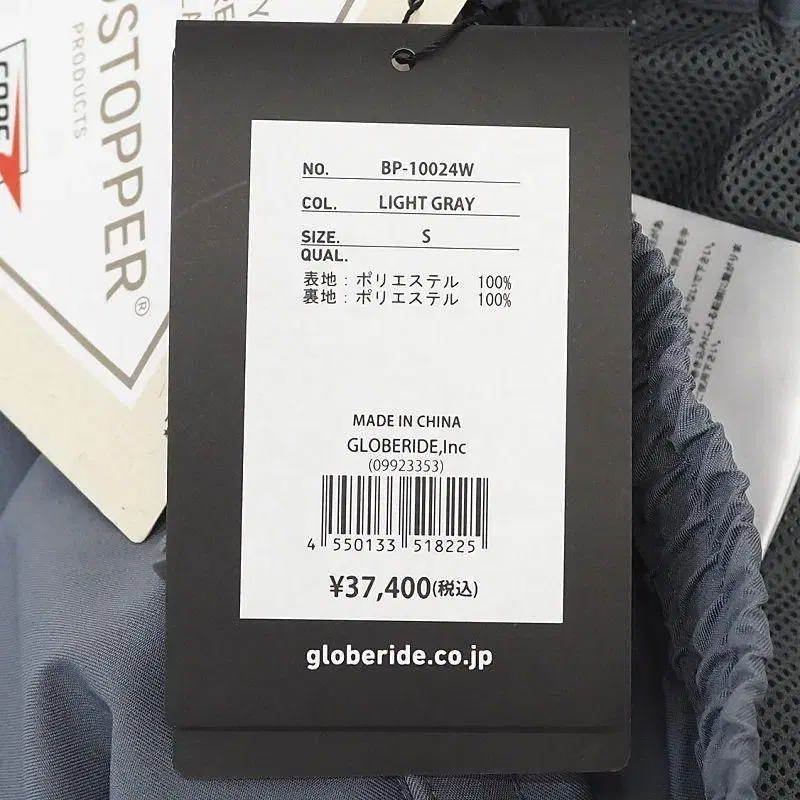 NO. BP-10024W
COL. LIGHT GRAY
SIZE. S
QUAL.
表地：ポリエステル 100%
裏地：ポリエステル 100%
MADE IN CHINA
GLOBERIDE,Inc
(09923353)
4 550133 518225
¥37,400(税込)
globeride.co.jp
STOPPER®
PRODUCTS